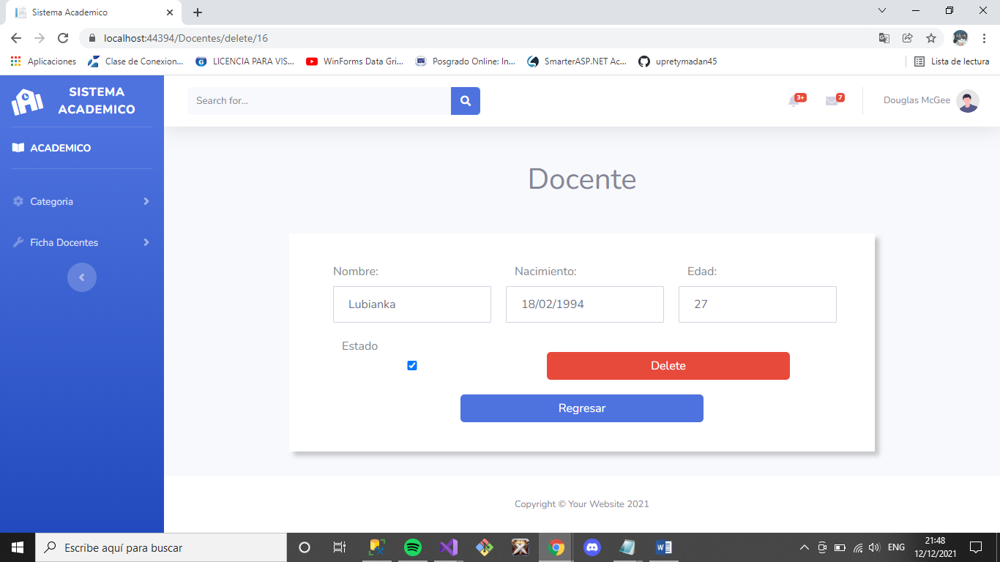 Sistema Academico
localhost:44394/Docentes/delete/16
Aplicaciones
Clase de Conexion...
LICENCIA PARA VIS...
WinForms Data Gri...
Posgrado Online: In...
SmarterASP.NET Ac...
upretymadan45
Lista de lectura
SISTEMA
ACADEMICO
Search for...
3+
7
Douglas McGee
ACADEMICO
Categoria
Ficha Docentes
Docente
Nombre:
Nacimiento:
Edad:
Lubianka
18/02/1994
27
Estado
Delete
Regresar
Copyright © Your Website 2021
Escribe aquí para buscar
ENG
21:48
12/12/2021